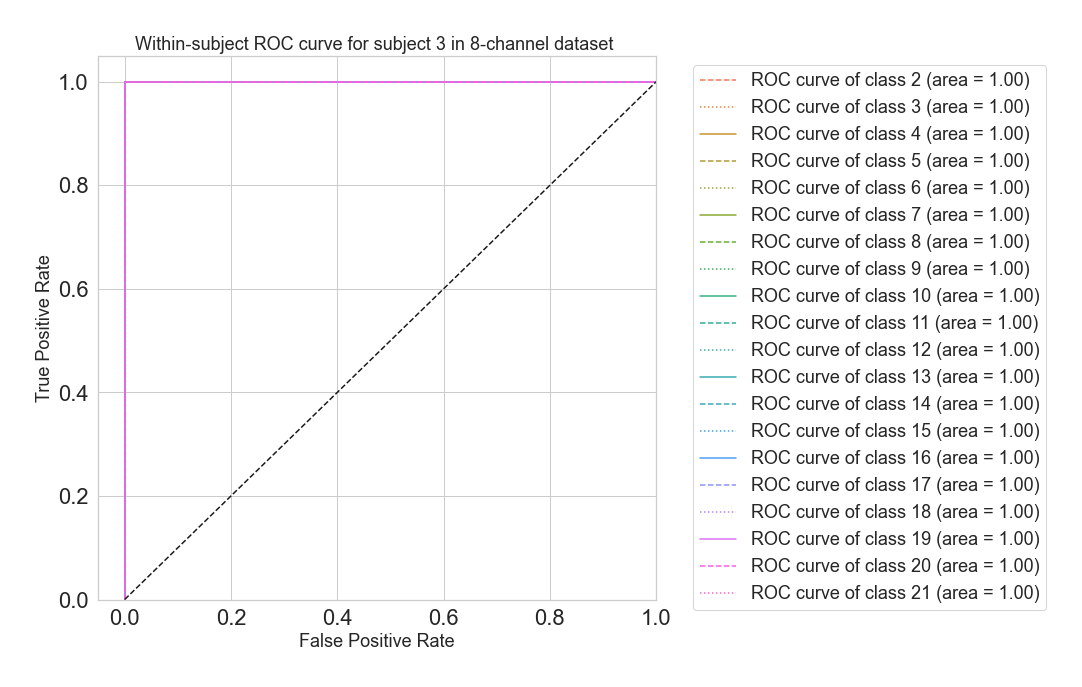 Within-subject ROC curve for subject 3 in 8-channel dataset
1.0
0.8
0.6
0.4
0.2
0.0
True Positive Rate
0.0 0.2 0.4 0.6 0.8 1.0
False Positive Rate
ROC curve of class 2 (area = 1.00)
ROC curve of class 3 (area = 1.00)
ROC curve of class 4 (area = 1.00)
ROC curve of class 5 (area = 1.00)
ROC curve of class 6 (area = 1.00)
ROC curve of class 7 (area = 1.00)
ROC curve of class 8 (area = 1.00)
ROC curve of class 9 (area = 1.00)
ROC curve of class 10 (area = 1.00)
ROC curve of class 11 (area = 1.00)
ROC curve of class 12 (area = 1.00)
ROC curve of class 13 (area = 1.00)
ROC curve of class 14 (area = 1.00)
ROC curve of class 15 (area = 1.00)
ROC curve of class 16 (area = 1.00)
ROC curve of class 17 (area = 1.00)
ROC curve of class 18 (area = 1.00)
ROC curve of class 19 (area = 1.00)
ROC curve of class 20 (area = 1.00)
ROC curve of class 21 (area = 1.00)